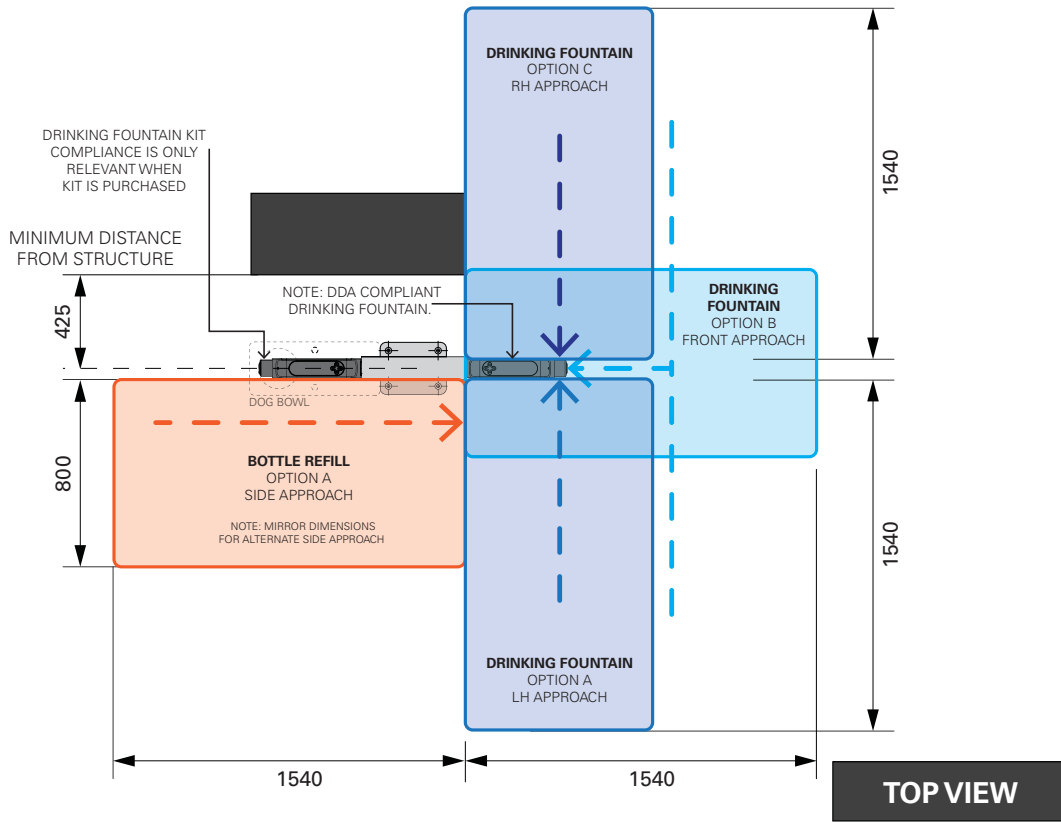 DRINKING FOUNTAIN
OPTION C
RH APPROACH
DRINKING FOUNTAIN KIT
COMPLIANCE IS ONLY
RELEVANT WHEN
KIT IS PURCHASED
1540
MINIMUM DISTANCE
FROM STRUCTURE
425
NOTE: DDA COMPLIANT
DRINKING FOUNTAIN.
DRINKING
FOUNTAIN
OPTION B
FRONT APPROACH
DOG BOWL
800
BOTTLE REFILL
OPTION A
SIDE APPROACH
NOTE: MIRROR DIMENSIONS
FOR ALTERNATE SIDE APPROACH
1540
DRINKING FOUNTAIN
OPTION A
LH APPROACH
1540
1540
TOP VIEW